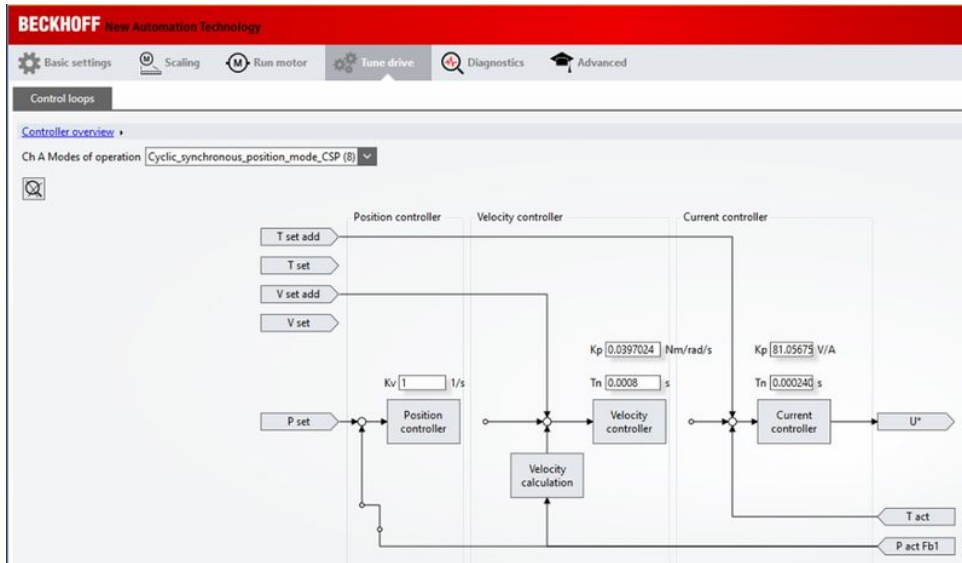 BECKHOFF New Automation Technology
Basic settings Scaling Run motor Tune drive Diagnostics Advanced
Control loops
Controller overview
Ch A Modes of operation Cyclic_synchronous_position_mode_CSP (8)
Position controller Velocity controller Current controller
T set add
T set
V set add
V set
Kp 0.0397024 Nm/rad/s Kp 81.05675 V/A
Kv 1 1/s Tn 0.0008 s Tn 0.000240 s
P set Position controller Velocity controller Current controller U*
Velocity calculation
T act
P act Fb1